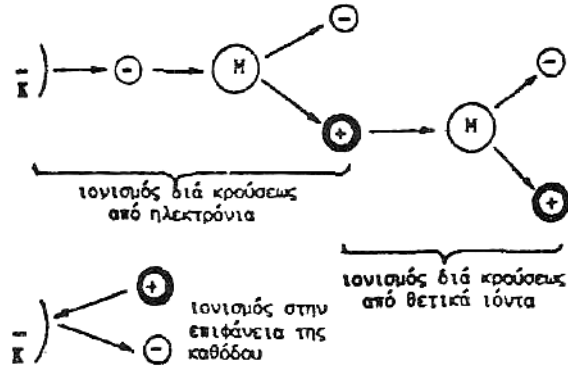 − M −
K̅ − M
+ +
ιονισμός διά κρούσεως
από ηλεκτρόνια
ιονισμός διά κρούσεως
από θετικά ιόντα
+
ιονισμός στην
επιφάνεια της
καθόδου
K̅ −